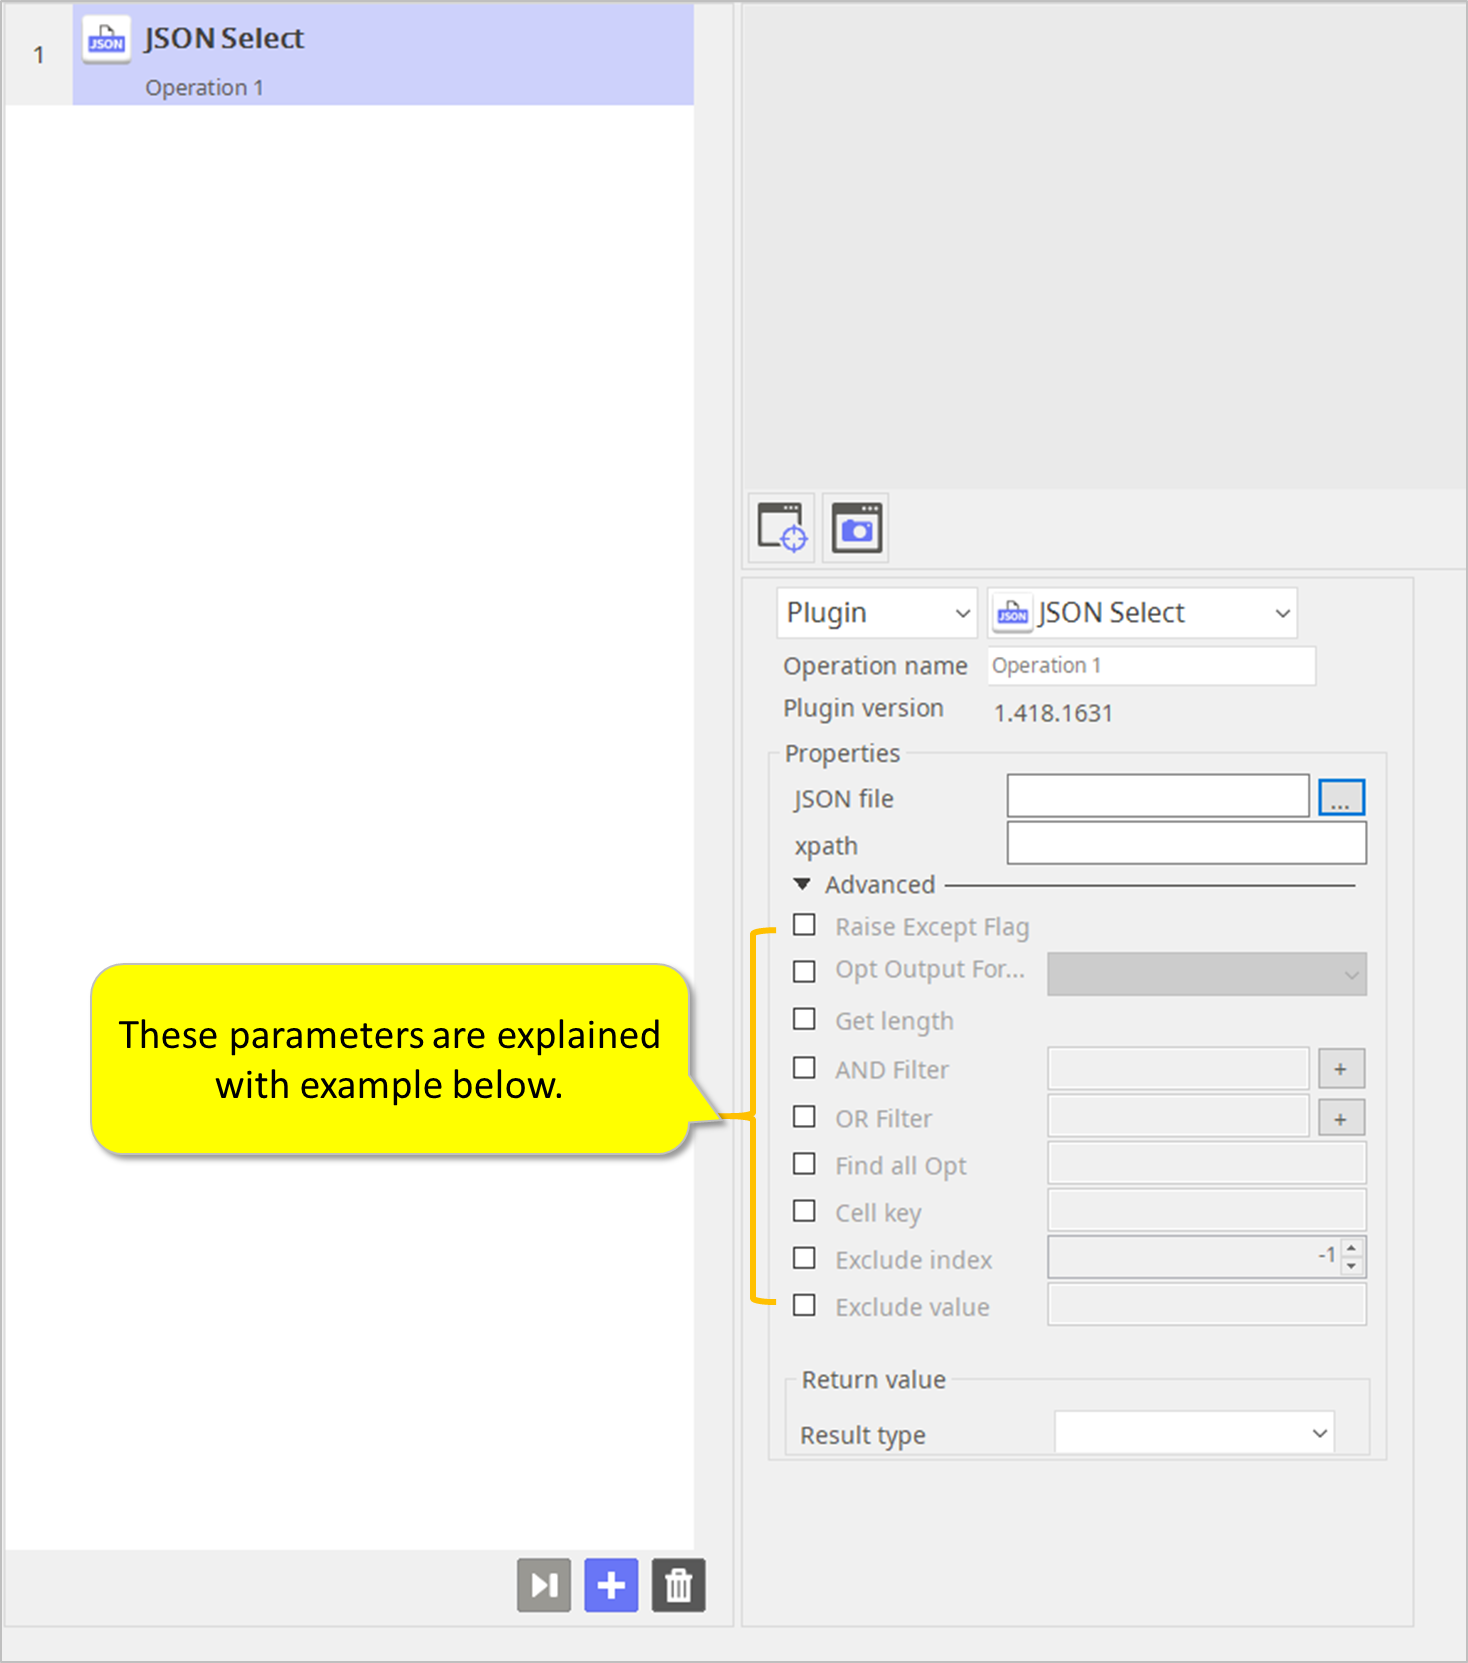 1
JSON
JSON Select
Operation 1
Plugin
JSON
JSON Select
Operation name
Operation 1
Plugin version
1.418.1631
Properties
JSON file
...
xpath
Advanced
Raise Except Flag
Opt Output For...
Get length
AND Filter
+
OR Filter
+
Find all Opt
Cell key
Exclude index
-1
Exclude value
These parameters are explained
with example below.
Return value
Result type